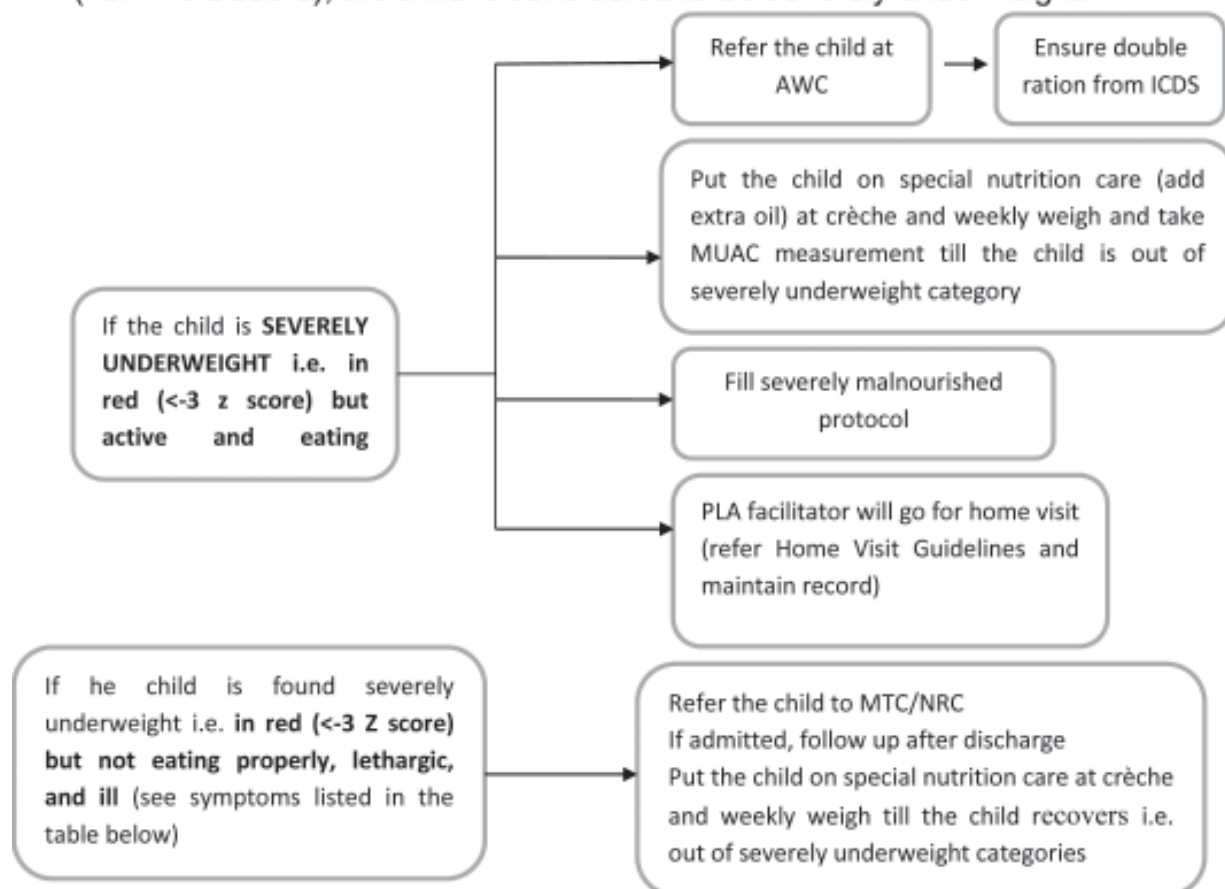 Refer the child at
AWC
Ensure double
ration from ICDS
Put the child on special nutrition care (add
extra oil) at crèche and weekly weigh and take
MUAC measurement till the child is out of
severely underweight category
If the child is SEVERELY
UNDERWEIGHT i.e. in
red (<-3 z score) but
active and eating
Fill severely malnourished
protocol
PLA facilitator will go for home visit
(refer Home Visit Guidelines and
maintain record)
If he child is found severely
underweight i.e. in red (<-3 Z score)
but not eating properly, lethargic,
and ill (see symptoms listed in the
table below)
Refer the child to MTC/NRC
If admitted, follow up after discharge
Put the child on special nutrition care at crèche
and weekly weigh till the child recovers i.e.
out of severely underweight categories